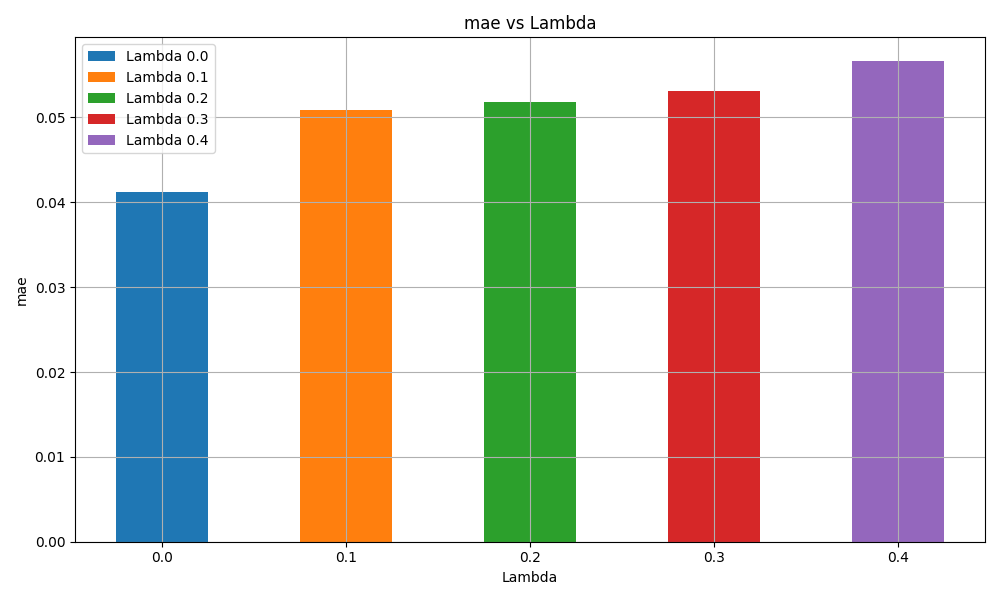 mae vs Lambda
Lambda 0.0
Lambda 0.1
Lambda 0.2
Lambda 0.3
Lambda 0.4
mae
0.05
0.04
0.03
0.02
0.01
0.00
0.0 0.1 0.2 0.3 0.4
Lambda